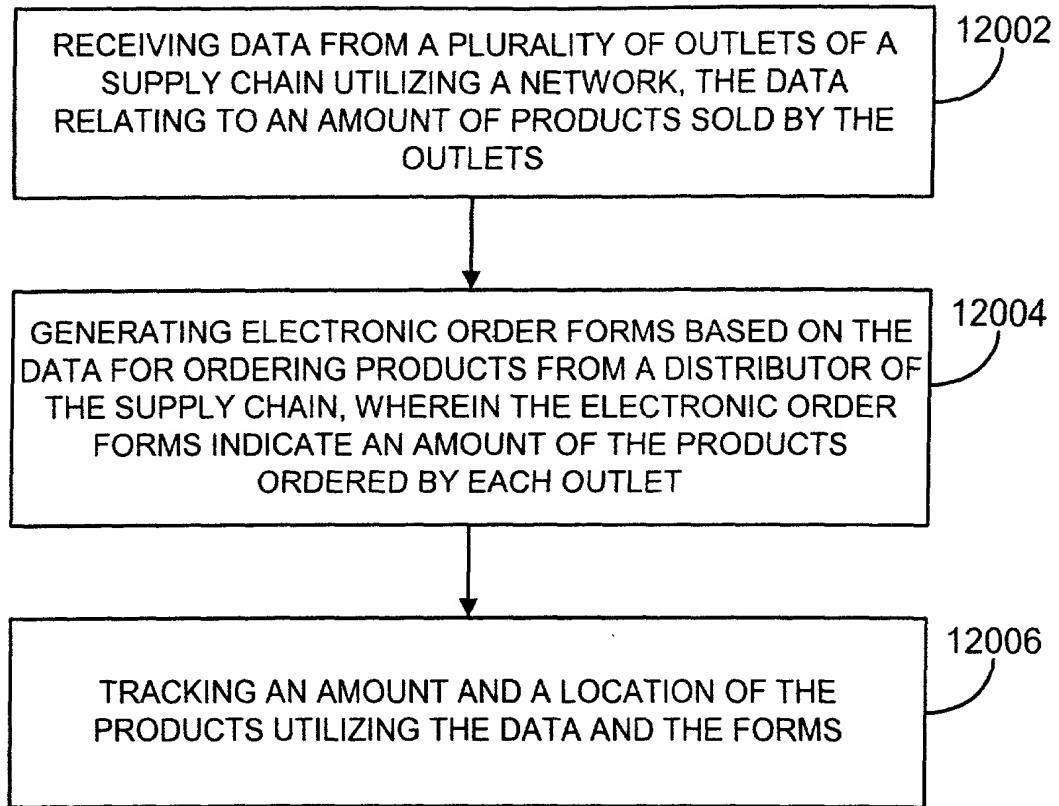 RECEIVING DATA FROM A PLURALITY OF OUTLETS OF A
SUPPLY CHAIN UTILIZING A NETWORK, THE DATA
RELATING TO AN AMOUNT OF PRODUCTS SOLD BY THE
OUTLETS
12002
GENERATING ELECTRONIC ORDER FORMS BASED ON THE
DATA FOR ORDERING PRODUCTS FROM A DISTRIBUTOR OF
THE SUPPLY CHAIN, WHEREIN THE ELECTRONIC ORDER
FORMS INDICATE AN AMOUNT OF THE PRODUCTS
ORDERED BY EACH OUTLET
12004
TRACKING AN AMOUNT AND A LOCATION OF THE
PRODUCTS UTILIZING THE DATA AND THE FORMS
12006